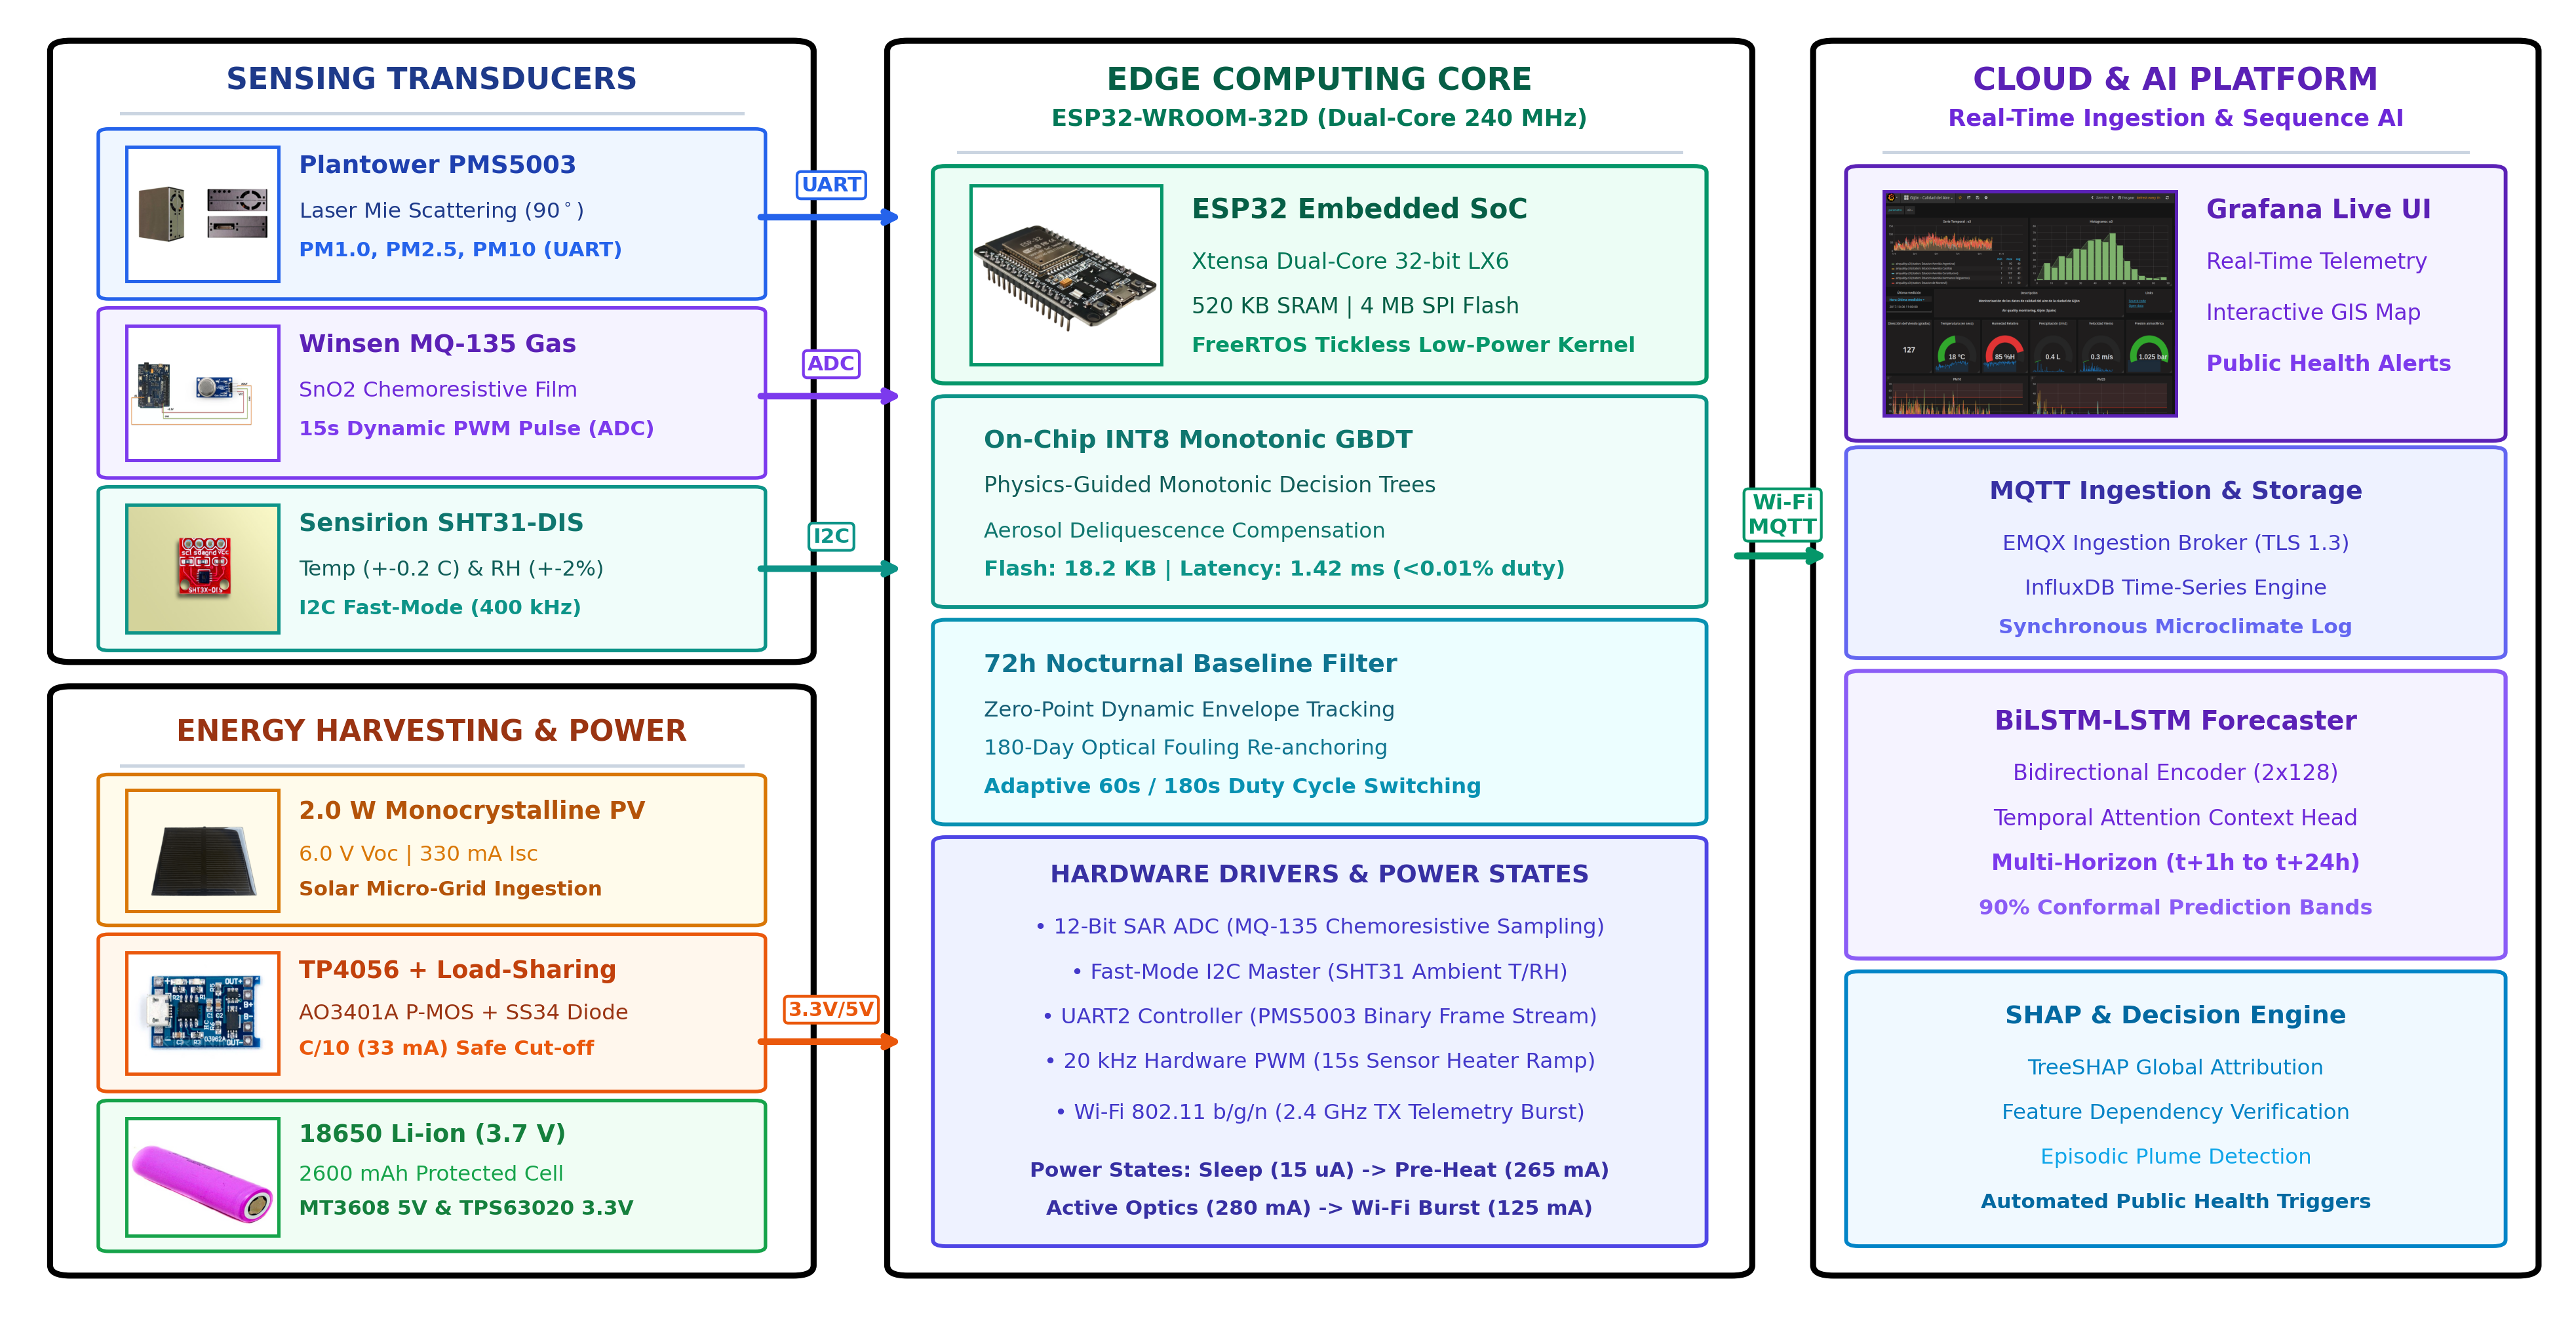 SENSING TRANSDUCERS
Plantower PMS5003
Laser Mie Scattering (90°)
PM1.0, PM2.5, PM10 (UART)
Winsen MQ-135 Gas
SnO2 Chemoresistive Film
15s Dynamic PWM Pulse (ADC)
Sensirion SHT31-DIS
Temp (+-0.2 C) & RH (+-2%)
I2C Fast-Mode (400 kHz)
SHT3X-DIS
ENERGY HARVESTING & POWER
2.0 W Monocrystalline PV
6.0 V Voc | 330 mA Isc
Solar Micro-Grid Ingestion
TP4056 + Load-Sharing
AO3401A P-MOS + SS34 Diode
C/10 (33 mA) Safe Cut-off
OUT+
B+
B-
OUT-
18650 Li-ion (3.7 V)
2600 mAh Protected Cell
MT3608 5V & TPS63020 3.3V
UART
ADC
I2C
3.3V/5V
EDGE COMPUTING CORE
ESP32-WROOM-32D (Dual-Core 240 MHz)
ESP32 Embedded SoC
Xtensa Dual-Core 32-bit LX6
520 KB SRAM | 4 MB SPI Flash
FreeRTOS Tickless Low-Power Kernel
On-Chip INT8 Monotonic GBDT
Physics-Guided Monotonic Decision Trees
Aerosol Deliquescence Compensation
Flash: 18.2 KB | Latency: 1.42 ms (<0.01% duty)
72h Nocturnal Baseline Filter
Zero-Point Dynamic Envelope Tracking
180-Day Optical Fouling Re-anchoring
Adaptive 60s / 180s Duty Cycle Switching
HARDWARE DRIVERS & POWER STATES
• 12-Bit SAR ADC (MQ-135 Chemoresistive Sampling)
• Fast-Mode I2C Master (SHT31 Ambient T/RH)
• UART2 Controller (PMS5003 Binary Frame Stream)
• 20 kHz Hardware PWM (15s Sensor Heater Ramp)
• Wi-Fi 802.11 b/g/n (2.4 GHz TX Telemetry Burst)
Power States: Sleep (15 uA) -> Pre-Heat (265 mA)
Active Optics (280 mA) -> Wi-Fi Burst (125 mA)
Wi-Fi
MQTT
CLOUD & AI PLATFORM
Real-Time Ingestion & Sequence AI
127
18 °C
85 %H
0.4 L
0.3 m/s
1.025 bar
Grafana Live UI
Real-Time Telemetry
Interactive GIS Map
Public Health Alerts
MQTT Ingestion & Storage
EMQX Ingestion Broker (TLS 1.3)
InfluxDB Time-Series Engine
Synchronous Microclimate Log
BiLSTM-LSTM Forecaster
Bidirectional Encoder (2x128)
Temporal Attention Context Head
Multi-Horizon (t+1h to t+24h)
90% Conformal Prediction Bands
SHAP & Decision Engine
TreeSHAP Global Attribution
Feature Dependency Verification
Episodic Plume Detection
Automated Public Health Triggers